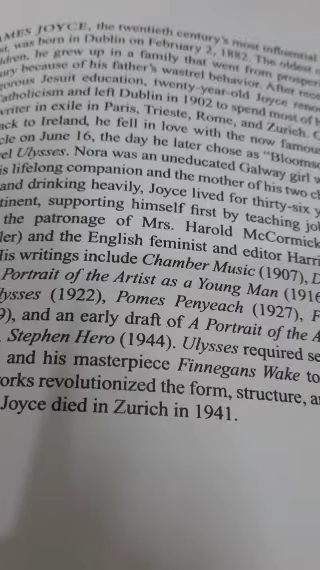 AMES JOYCE, the twentieth century's most influential
was born in Dublin on February 2, 1882. The oldest
he grew up in a family that went from
because of his father's wastrel behavior. After
Jesuit education, twenty-year-old Joyce
atholicism and left Dublin in 1902 to spend most of
writer in exile in Paris, Trieste, Rome, and Zurich.
ack to Ireland, he fell in love with the now famous
cle on June 16, the day he later chose as "Blooms
el Ulysses. Nora was an uneducated Galway girl w
is lifelong companion and the mother of his two c
and drinking heavily, Joyce lived for thirty-six y
tinent, supporting himself first by teaching jo
the patronage of Mrs. Harold McCormick
ler) and the English feminist and editor Harri
His writings include Chamber Music (1907), D
Portrait of the Artist as a Young Man (1916
lysses (1922), Pomes Penyeach (1927), F
9), and an early draft of A Portrait of the A
Stephen Hero (1944). Ulysses required se
and his masterpiece Finnegans Wake to
orks revolutionized the form, structure, a
Joyce died in Zurich in 1941.